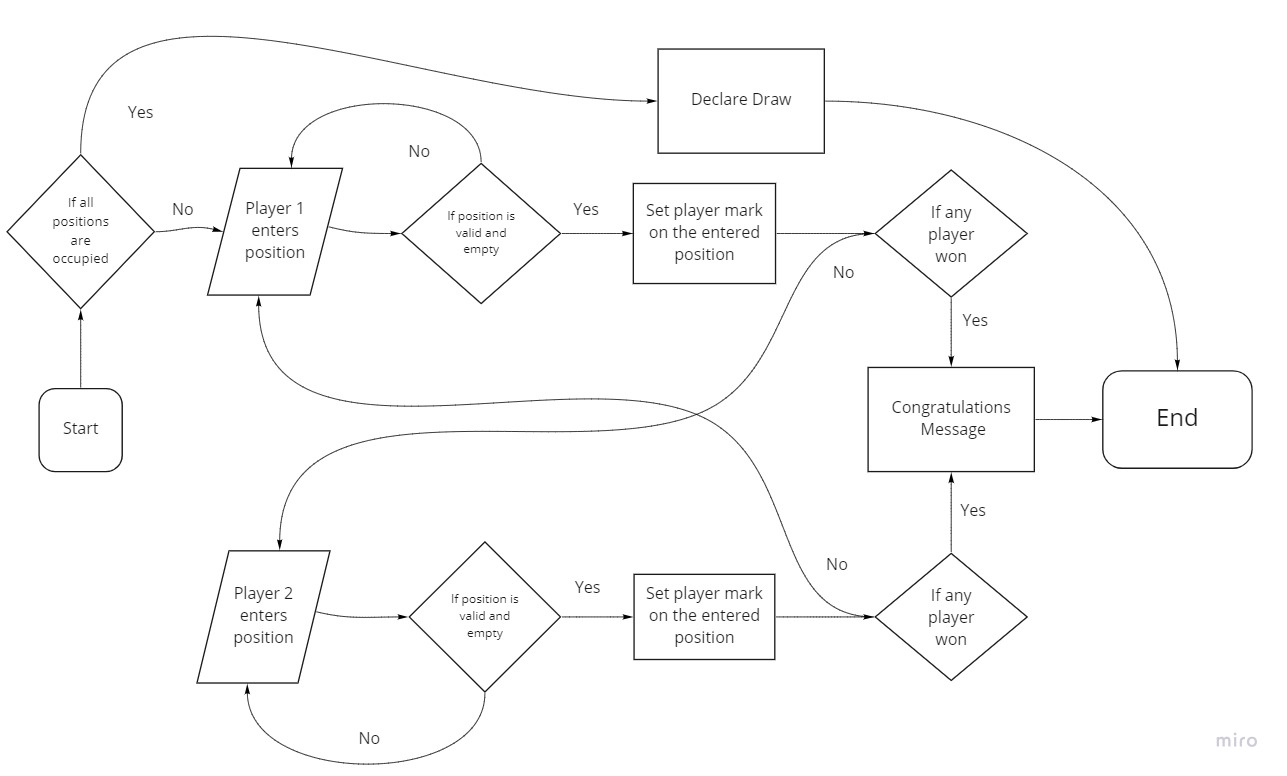 Declare Draw
Yes
No
If all
positions
are
occupied
No
Player 1
enters
position
If position is
valid and
empty
Yes
Set player mark
on the entered
position
If any
player
won
No
Yes
Start
Congratulations
Message
End
Yes
No
Player 2
enters
position
If position is
valid and
empty
Yes
Set player mark
on the entered
position
If any
player
won
No
miro